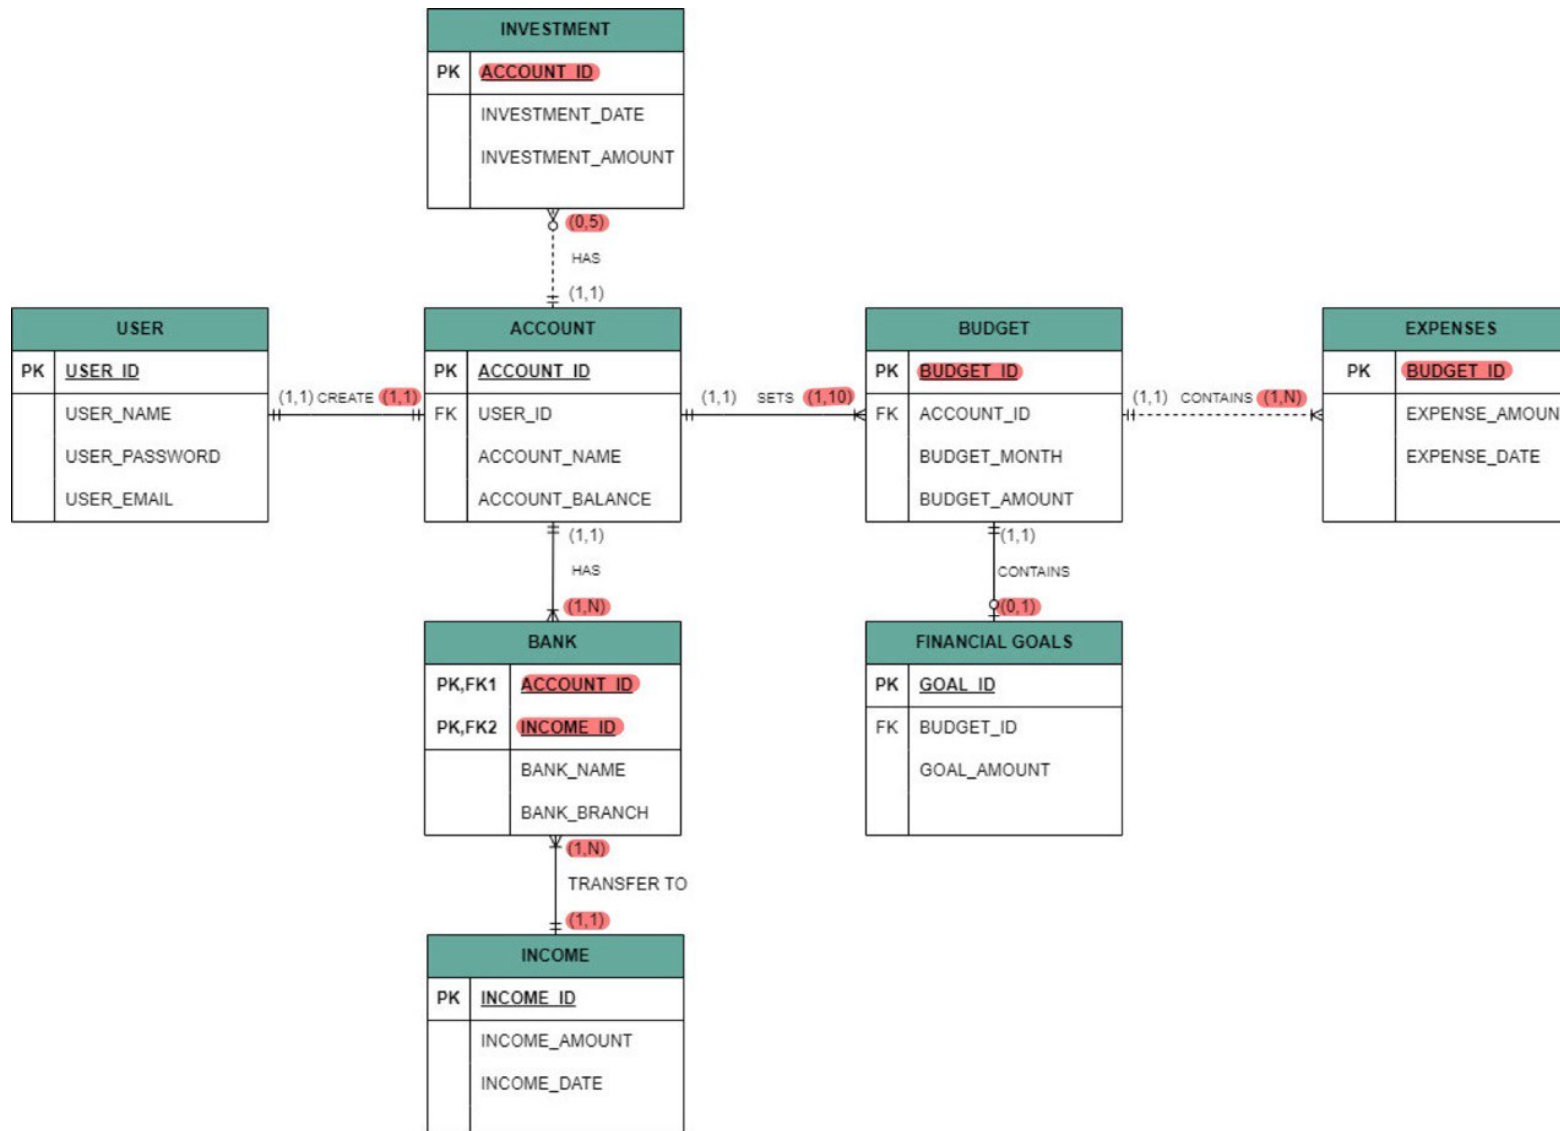 INVESTMENT
PK ACCOUNT_ID
INVESTMENT_DATE
INVESTMENT_AMOUNT
(0,5)
HAS
(1,1)
USER
PK USER_ID
USER_NAME
USER_PASSWORD
USER_EMAIL
(1,1) CREATE (1,1)
ACCOUNT
PK ACCOUNT_ID
FK USER_ID
ACCOUNT_NAME
ACCOUNT_BALANCE
(1,1) SETS (1,10)
BUDGET
PK BUDGET_ID
FK ACCOUNT_ID
BUDGET_MONTH
BUDGET_AMOUNT
(1,1) CONTAINS (1,N)
EXPENSES
PK BUDGET_ID
EXPENSE_AMOUN
EXPENSE_DATE
(1,1)
HAS
(1,N)
BANK
PK,FK1 ACCOUNT_ID
PK,FK2 INCOME_ID
BANK_NAME
BANK_BRANCH
(1,1)
CONTAINS
(0,1)
FINANCIAL GOALS
PK GOAL_ID
FK BUDGET_ID
GOAL_AMOUNT
(1,N)
TRANSFER TO
(1,1)
INCOME
PK INCOME_ID
INCOME_AMOUNT
INCOME_DATE